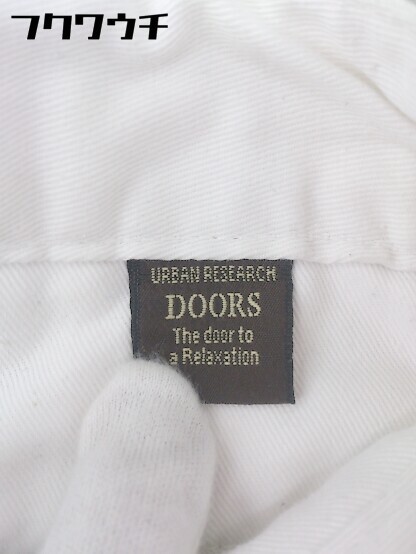 フクワウチ
URBAN RESEARCH
DOORS
The door to
a Relaxation